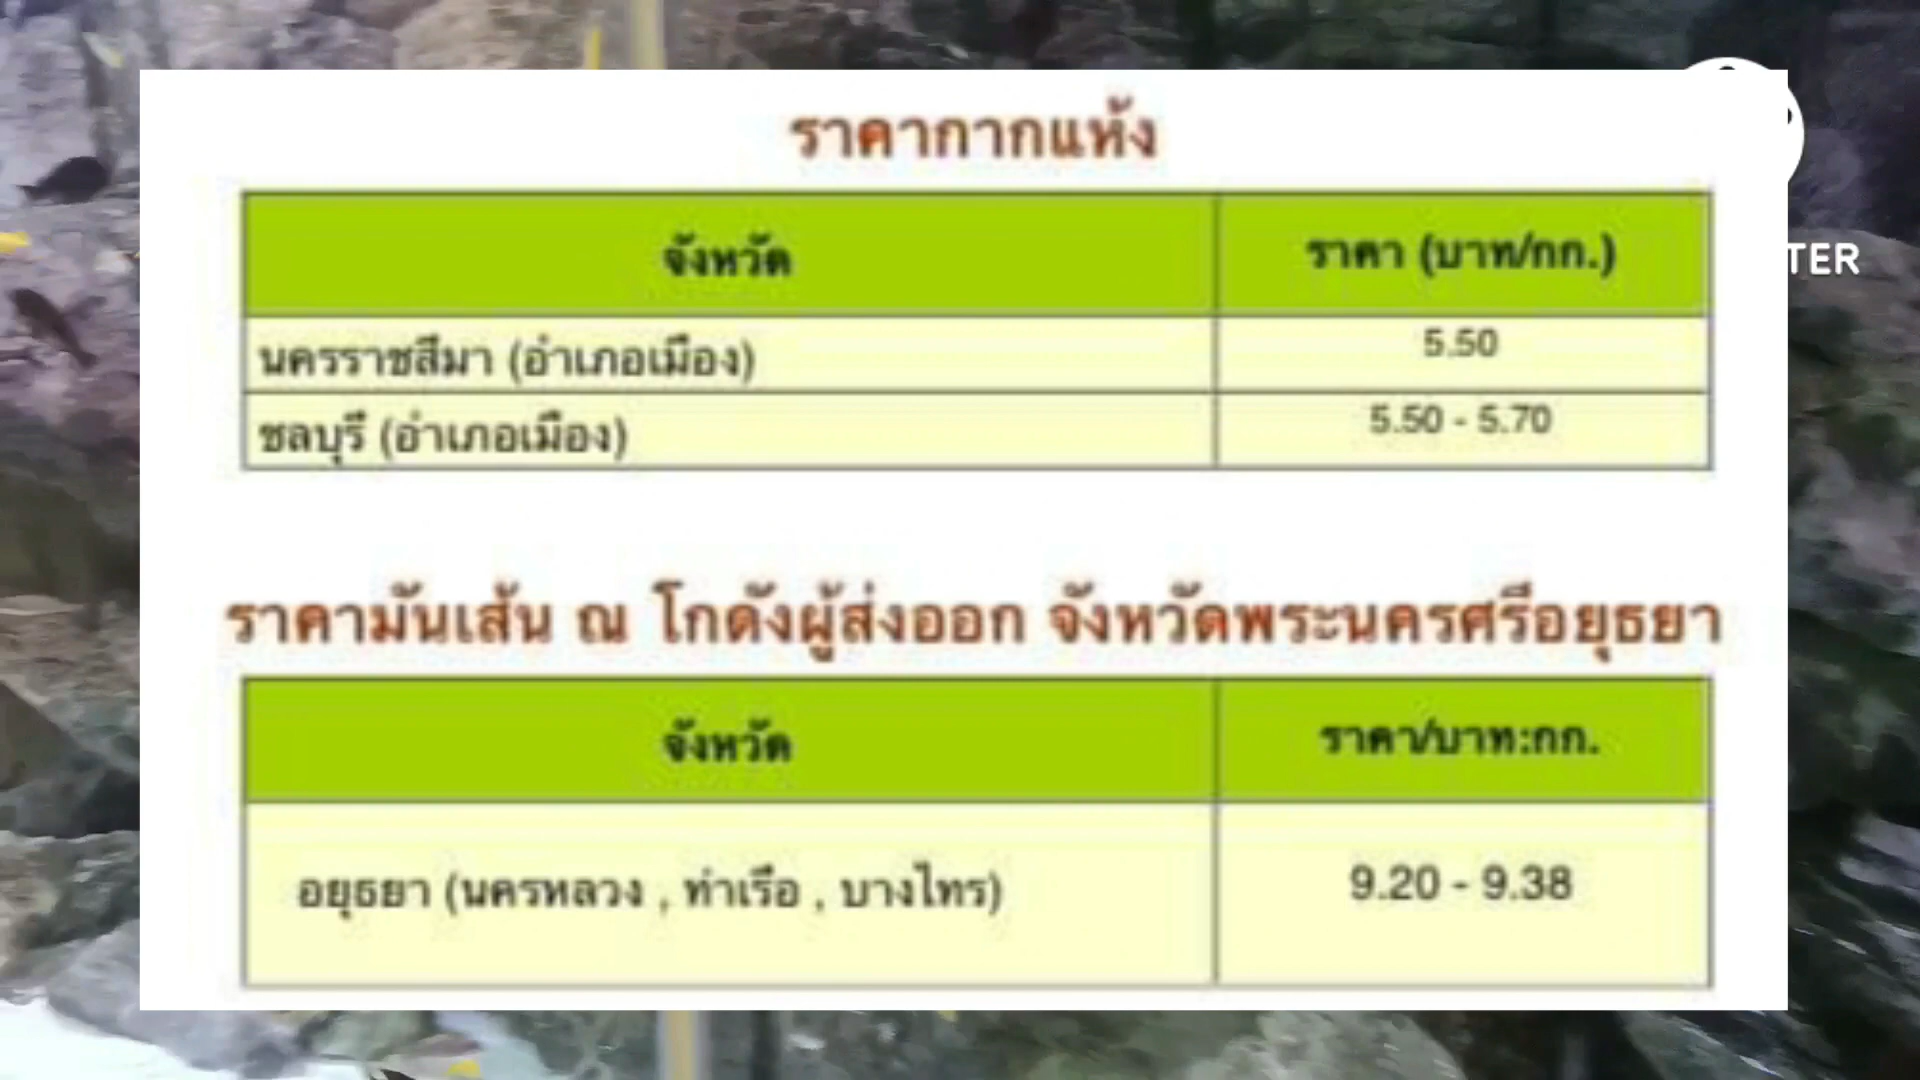 ราคากากแห้ง
จังหวัด ราคา (บาท/กก.)
นครราชสีมา (อำเภอเมือง) 5.50
ชลบุรี (อำเภอเมือง) 5.50 - 5.70
ราคามันเส้น ณ โกดังผู้ส่งออก จังหวัดพระนครศรีอยุธยา
จังหวัด ราคา/บาท:กก.
อยุธยา (นครหลวง , ท่าเรือ , บางไทร) 9.20 - 9.38